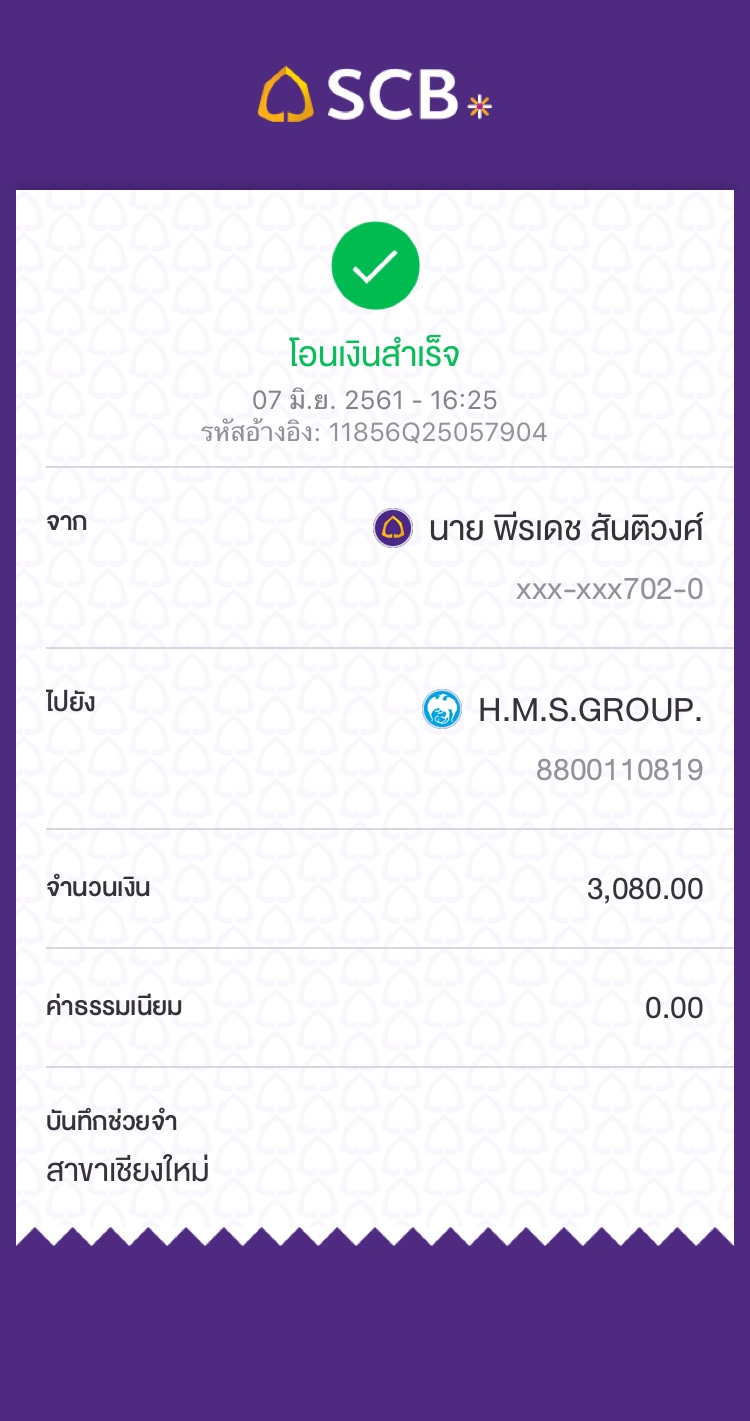 SCB
โอนเงินสำเร็จ
07 มิ.ย. 2561 - 16:25
รหัสอ้างอิง: 11856Q25057904
จาก
นาย พีรเดช สันติวงศ์
xxx-xxx702-0
ไปยัง
H.M.S.GROUP.
8800110819
จำนวนเงิน
3,080.00
ค่าธรรมเนียม
0.00
บันทึกช่วยจำ
สาขาเชียงใหม่